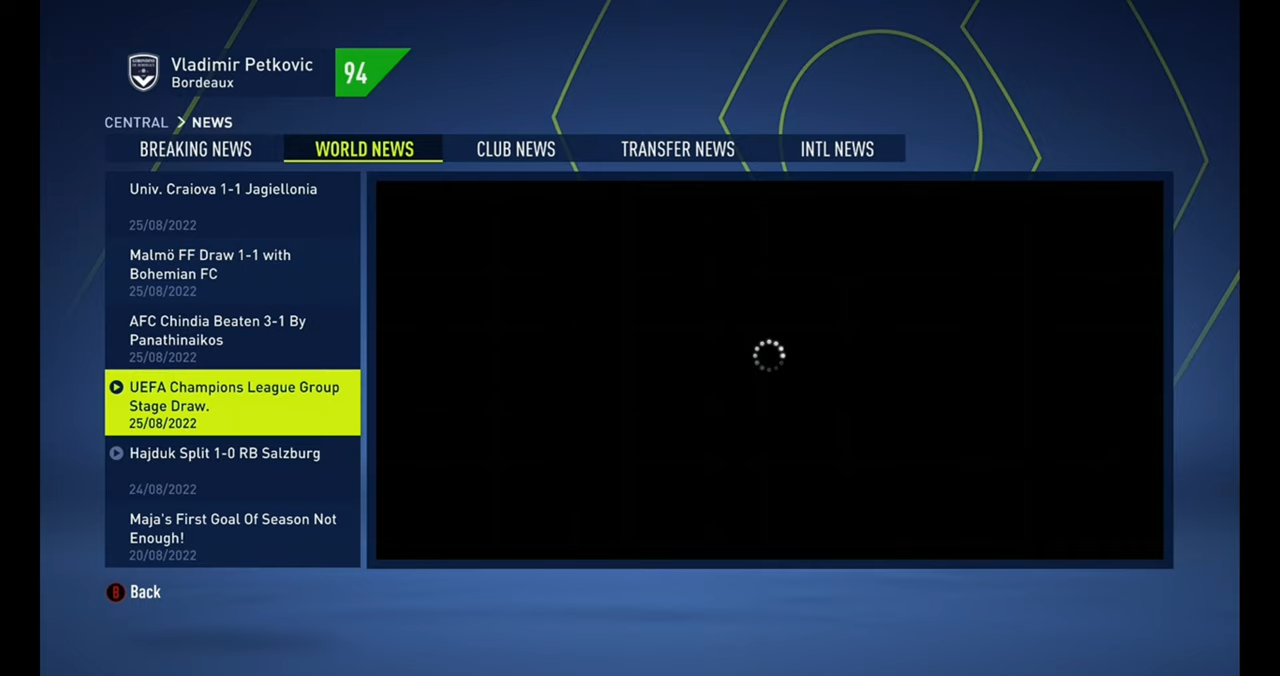 Vladimir Petkovic
Bordeaux
94
CENTRAL > NEWS
BREAKING NEWS
WORLD NEWS
CLUB NEWS
TRANSFER NEWS
INTL NEWS
Univ. Craiova 1-1 Jagiellonia
25/08/2022
Malmö FF Draw 1-1 with
Bohemian FC
25/08/2022
AFC Chindia Beaten 3-1 By
Panathinaikos
25/08/2022
UEFA Champions League Group
Stage Draw.
25/08/2022
Hajduk Split 1-0 RB Salzburg
24/08/2022
Maja's First Goal Of Season Not
Enough!
20/08/2022
B Back